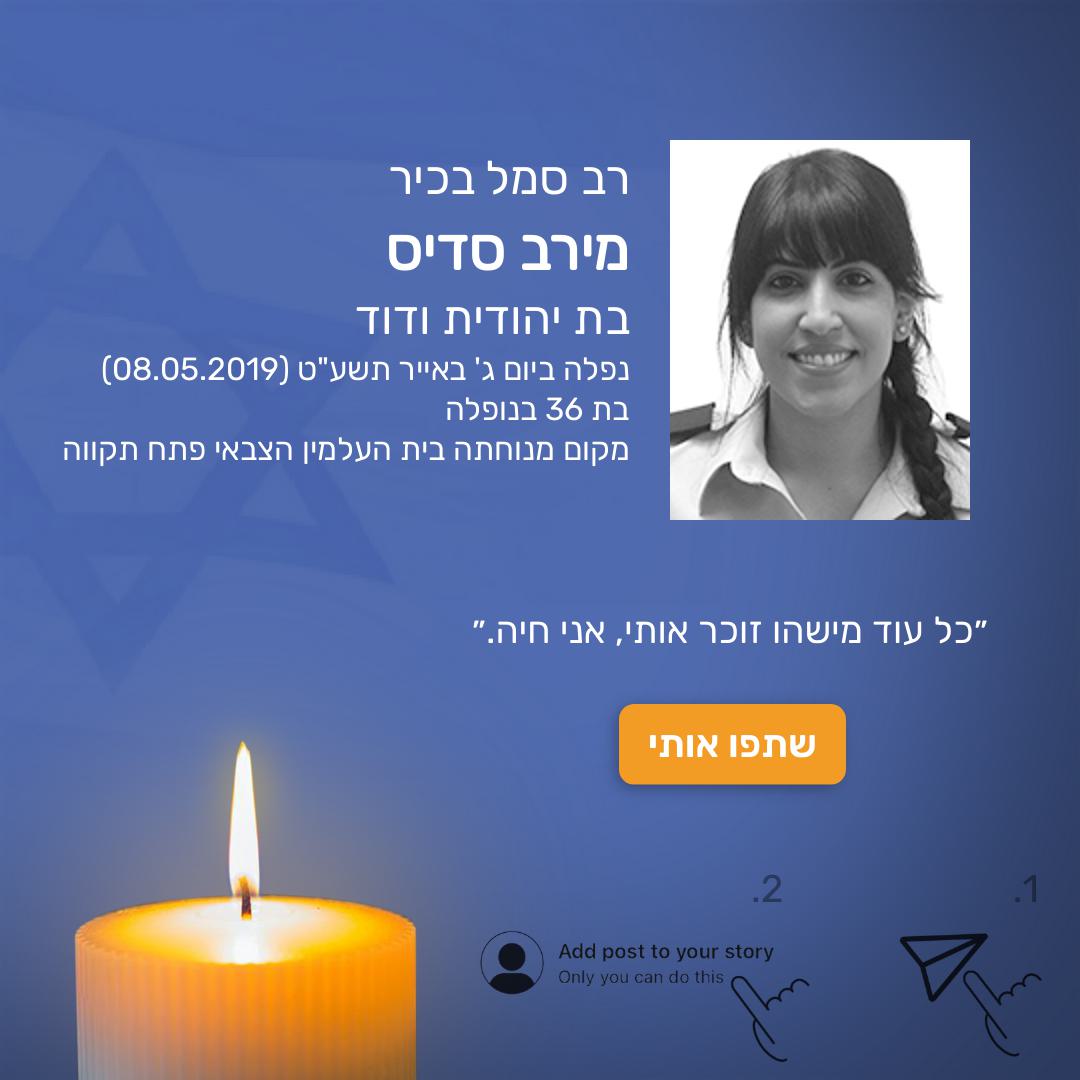 רב סמל בכיר
מירב סדיס
בת יהודית ודוד
נפלה ביום ג' באייר תשע"ט (08.05.2019)
בת 36 בנופלה
מקום מנוחתה בית העלמין הצבאי פתח תקווה
״כל עוד מישהו זוכר אותי, אני חיה.״
שתפו אותי
1.
2.
Add post to your story
Only you can do this